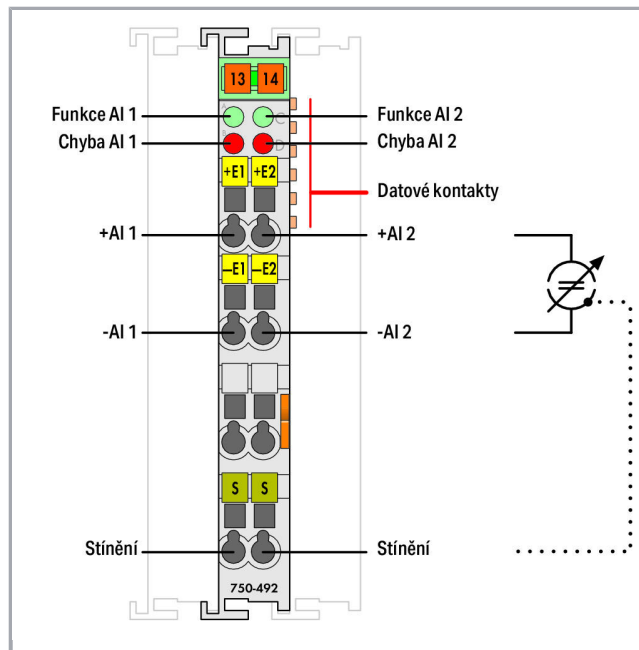 13 14
Funkce AI 1
Funkce AI 2
A C
Chyba AI 1
Chyba AI 2
B D
+E1 +E2
Datové kontakty
+AI 1
+AI 2
—E1 —E2
-AI 1
-AI 2
S S
Stínění
Stínění
750-492